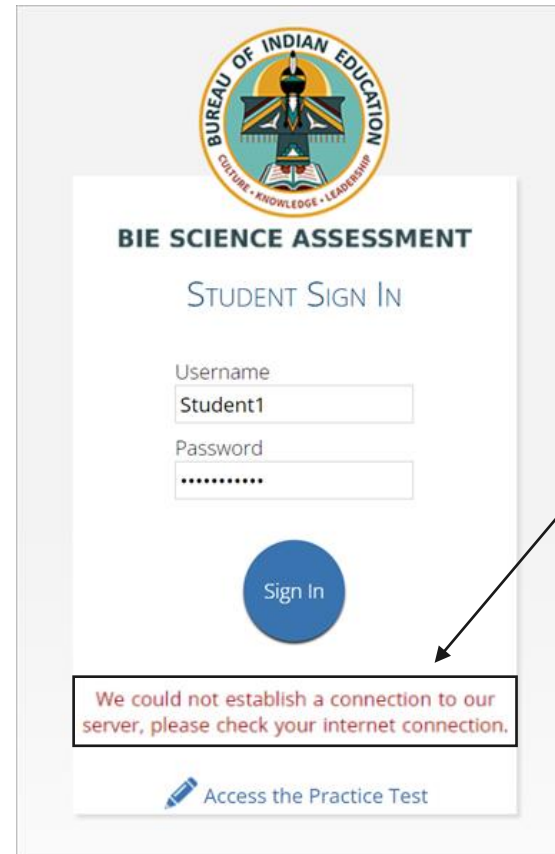 BUREAU OF INDIAN EDUCATION
CULTURE • KNOWLEDGE • LEADERSHIP
BIE SCIENCE ASSESSMENT
STUDENT SIGN IN
Username
Student1
Password
•••••••••••
Sign In
We could not establish a connection to our
server, please check your internet connection.
Access the Practice Test